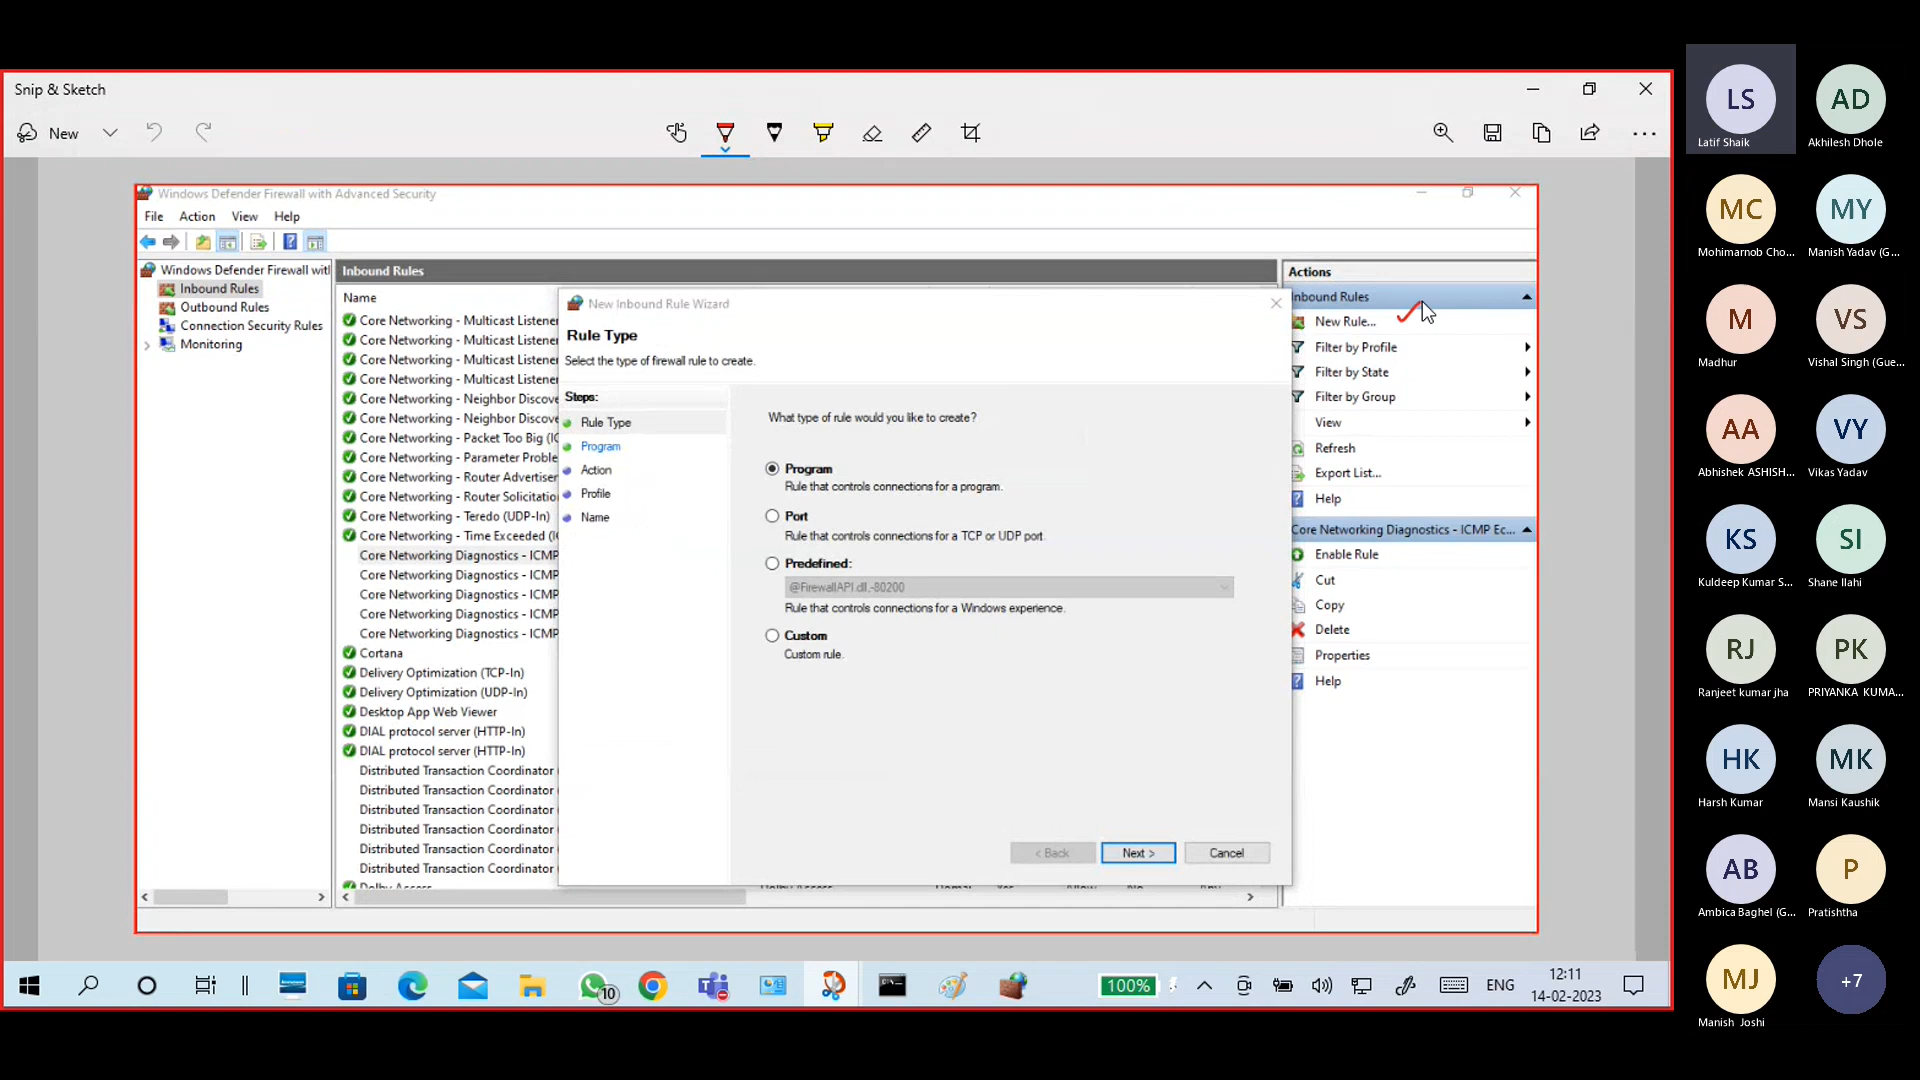 Snip & Sketch
New
Windows Defender Firewall with Advanced Security
File Action View Help
Windows Defender Firewall wit
Inbound Rules
Outbound Rules
Connection Security Rules
Monitoring
Inbound Rules
Name
Core Networking - Multicast Listener
Core Networking - Multicast Listener
Core Networking - Multicast Listener
Core Networking - Multicast Listener
Core Networking - Neighbor Discove
Core Networking - Neighbor Discove
Core Networking - Packet Too Big (IC
Core Networking - Parameter Proble
Core Networking - Router Advertiser
Core Networking - Router Solicitatio
Core Networking - Teredo (UDP-In)
Core Networking - Time Exceeded (I
Core Networking Diagnostics - ICMP
Core Networking Diagnostics - ICMP
Core Networking Diagnostics - ICMP
Core Networking Diagnostics - ICMP
Core Networking Diagnostics - ICMP
Cortana
Delivery Optimization (TCP-In)
Delivery Optimization (UDP-In)
Desktop App Web Viewer
DIAL protocol server (HTTP-In)
DIAL protocol server (HTTP-In)
Distributed Transaction Coordinator
Distributed Transaction Coordinator
Distributed Transaction Coordinator
Distributed Transaction Coordinator
Distributed Transaction Coordinator
Distributed Transaction Coordinator
Dolby Access
New Inbound Rule Wizard
Rule Type
Select the type of firewall rule to create.
Steps:
Rule Type
Program
Action
Profile
Name
What type of rule would you like to create?
Program
Rule that controls connections for a program.
Port
Rule that controls connections for a TCP or UDP port.
Predefined:
@FirewallAPI.dll,-80200
Rule that controls connections for a Windows experience.
Custom
Custom rule.
< Back Next > Cancel
Actions
Inbound Rules
New Rule...
Filter by Profile
Filter by State
Filter by Group
View
Refresh
Export List...
Help
Core Networking Diagnostics - ICMP Ec...
Enable Rule
Cut
Copy
Delete
Properties
Help
10
100%
ENG
12:11
14-02-2023
LS
Latif Shaik
AD
Akhilesh Dhole
MC
Mohimarnob Cho...
MY
Manish Yadav (G...
M
Madhur
VS
Vishal Singh (Gue...
AA
Abhishek ASHISH...
VY
Vikas Yadav
KS
Kuldeep Kumar S...
SI
Shane Ilahi
RJ
Ranjeet kumar jha
PK
PRIYANKA KUMA...
HK
Harsh Kumar
MK
Mansi Kaushik
AB
Ambica Baghel (G...
P
Pratishtha
MJ
Manish Joshi
+7